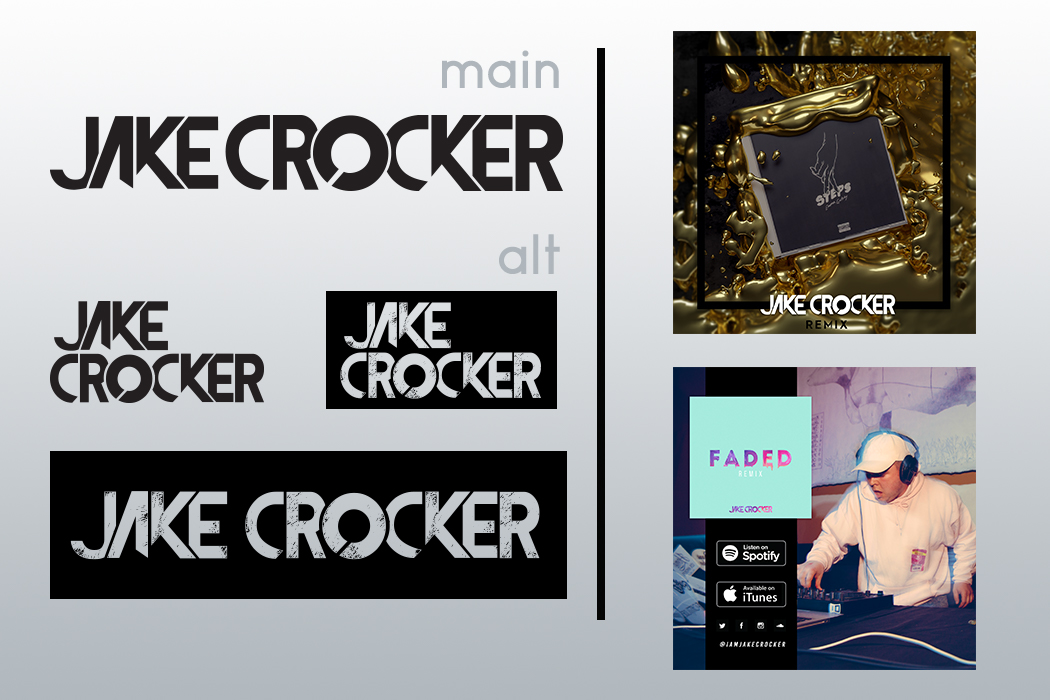 main
JAKE CROCKER
alt
JAKE
CROCKER
JAKE
CROCKER
JAKE CROCKER
STEPS
JAKE CROCKER
REMIX
FADED
REMIX
JAKE CROCKER
Listen on
Spotify
Available on
iTunes
@IAMJAKECROCKER